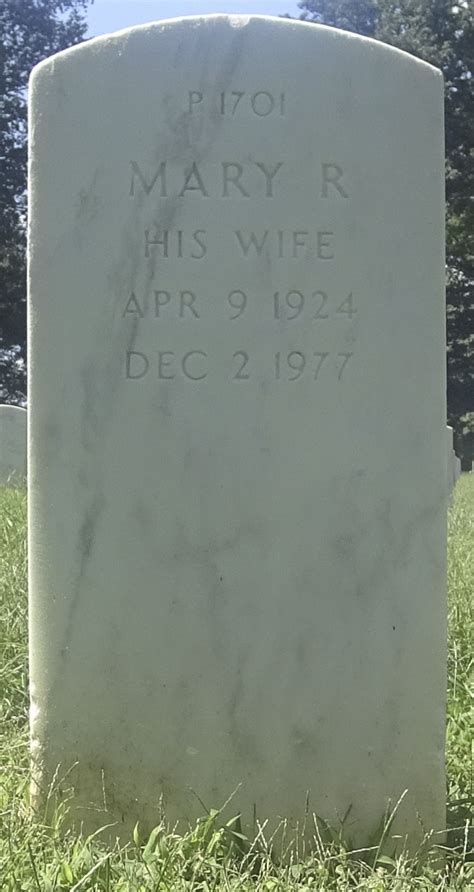 P 1701
MARY R
HIS WIFE
APR 9 1924
DEC 2 1977